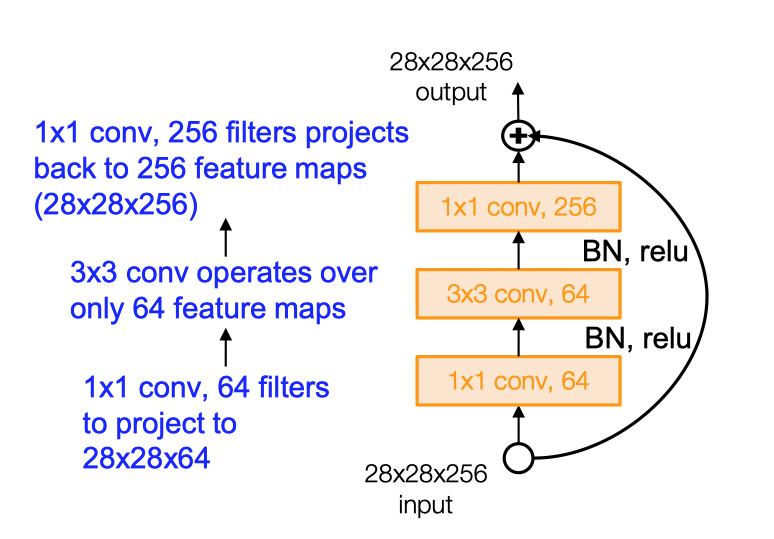 1x1 conv, 256 filters projects
back to 256 feature maps
(28x28x256)
3x3 conv operates over
only 64 feature maps
1x1 conv, 64 filters
to project to
28x28x64
28x28x256
output
+
1x1 conv, 256
BN, relu
3x3 conv, 64
BN, relu
1x1 conv, 64
28x28x256
input